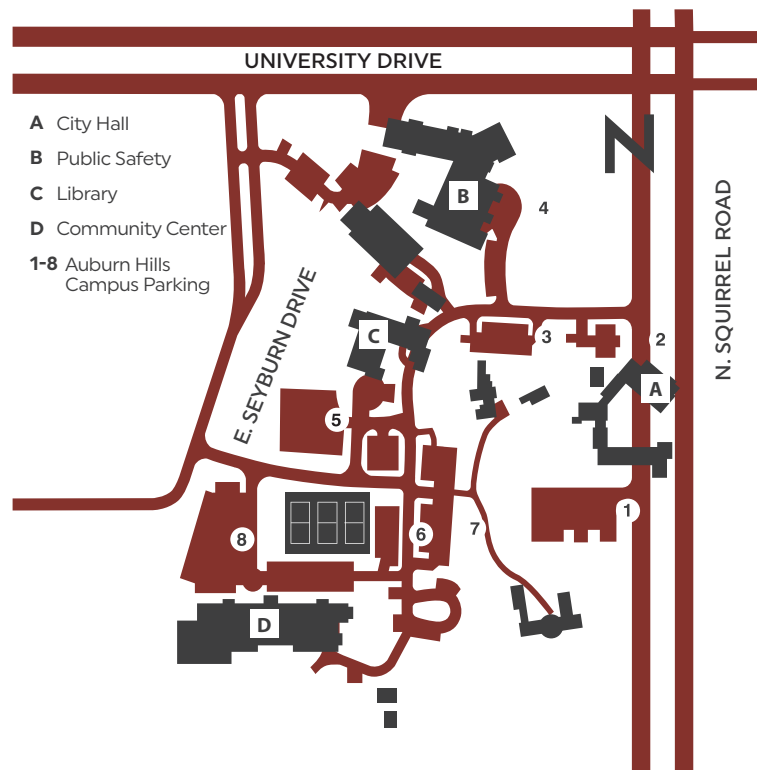 UNIVERSITY DRIVE
A City Hall
B Public Safety
C Library
D Community Center
1-8 Auburn Hills
Campus Parking
N
B
4
N. SQUIRREL ROAD
E. SEYBURN DRIVE
C
3
2
A
5
1
6
7
8
D